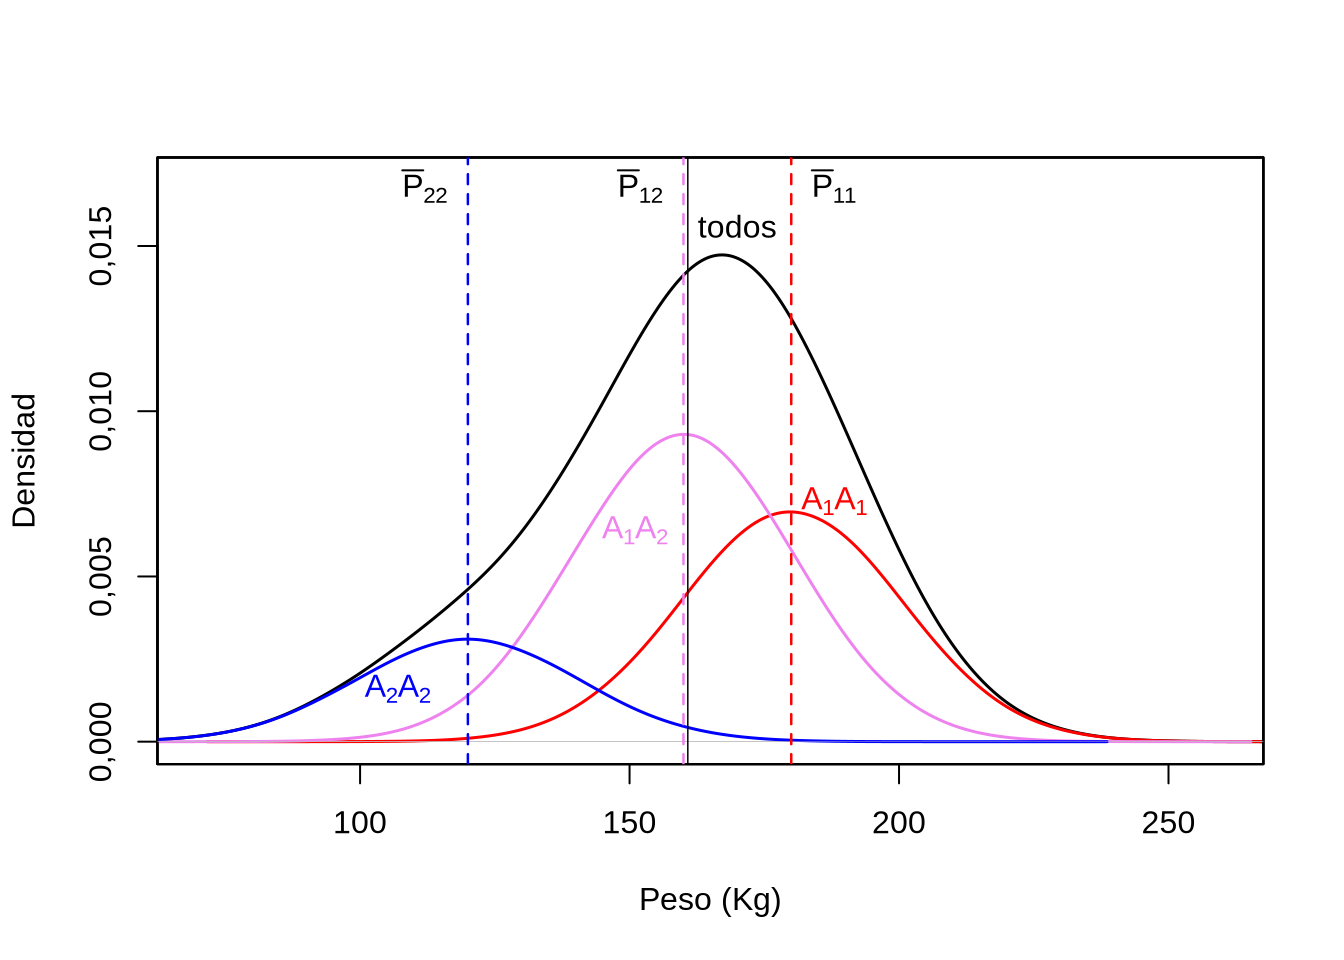 P̅₂₂ P̅₁₂ P̅₁₁
todos
A₁A₁
A₁A₂
A₂A₂
Densidad
0,015
0,010
0,005
0,000
100 150 200 250
Peso (Kg)